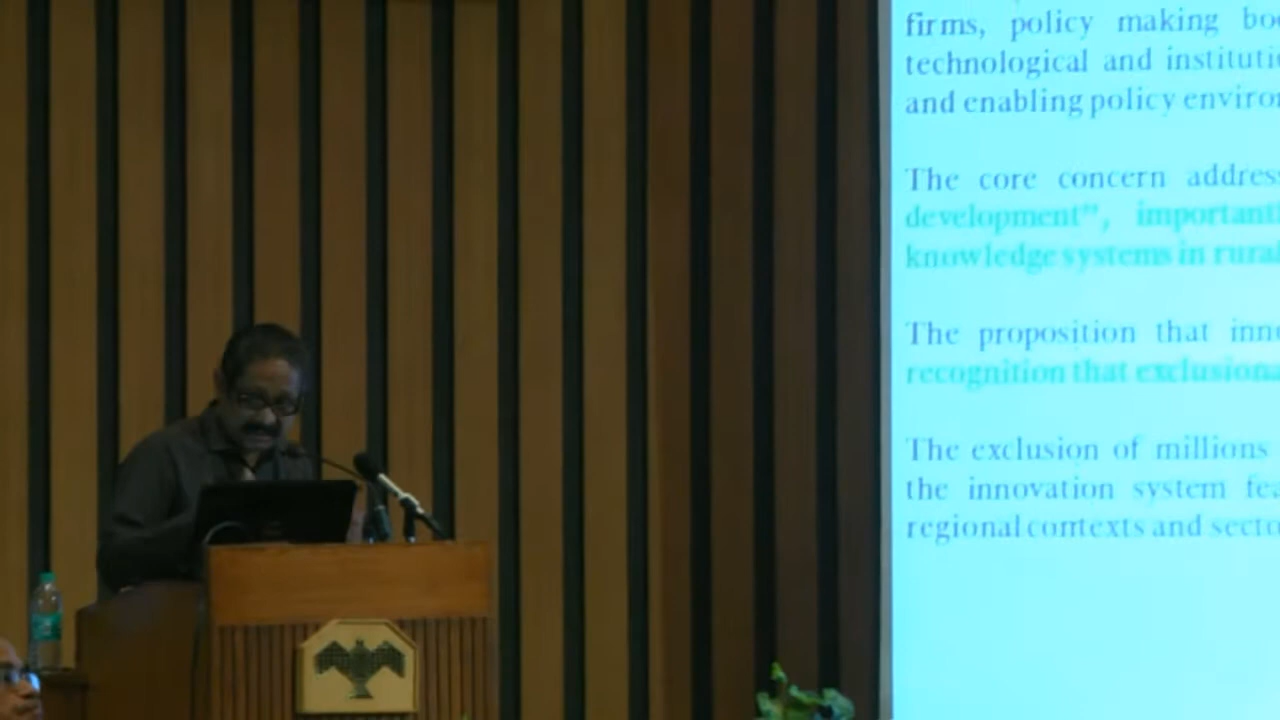 firms, policy making
technological and
and enabling policy
The core concern
development",
knowledge systems in
The proposition that
recognition that
The exclusion of millions
the innovation system
regional contexts and